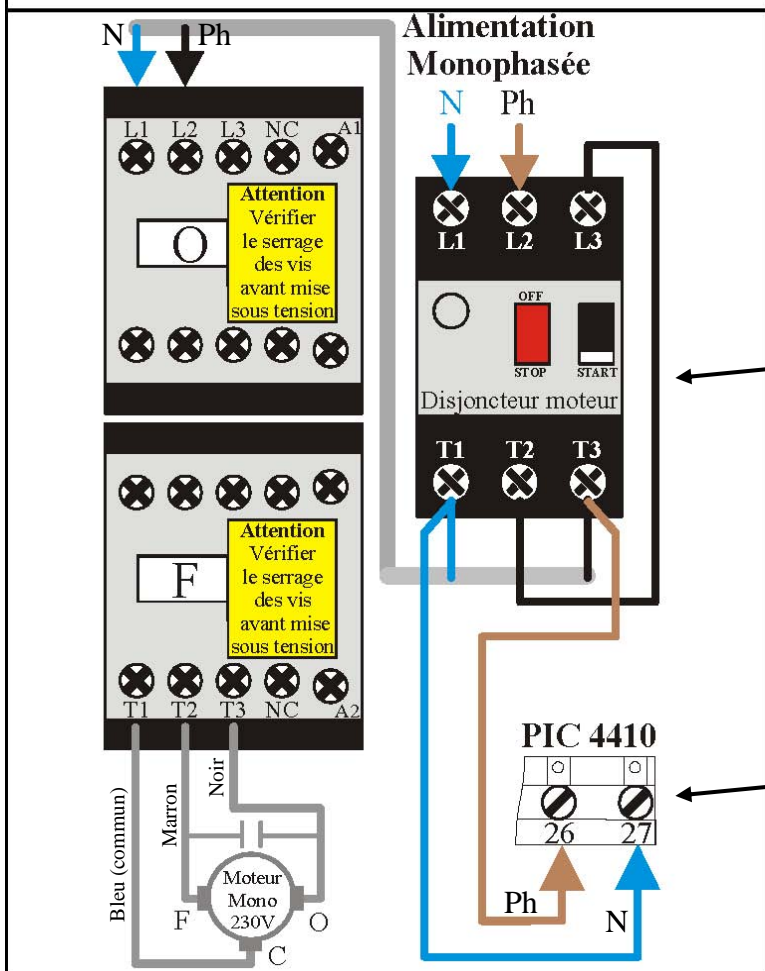 N Ph
Alimentation
Monophasée
N Ph
L1 L2 L3 NC A1
Attention
Vérifier
le serrage
des vis
avant mise
sous tension
O
L1 L2 L3
OFF
STOP START
Disjoncteur moteur
T1 T2 T3
Attention
Vérifier
le serrage
des vis
avant mise
sous tension
F
T1 T2 T3 NC A2
Bleu (commun)
Marron
Noir
Moteur
Mono
230V
F O
C
PIC 4410
26 27
Ph N